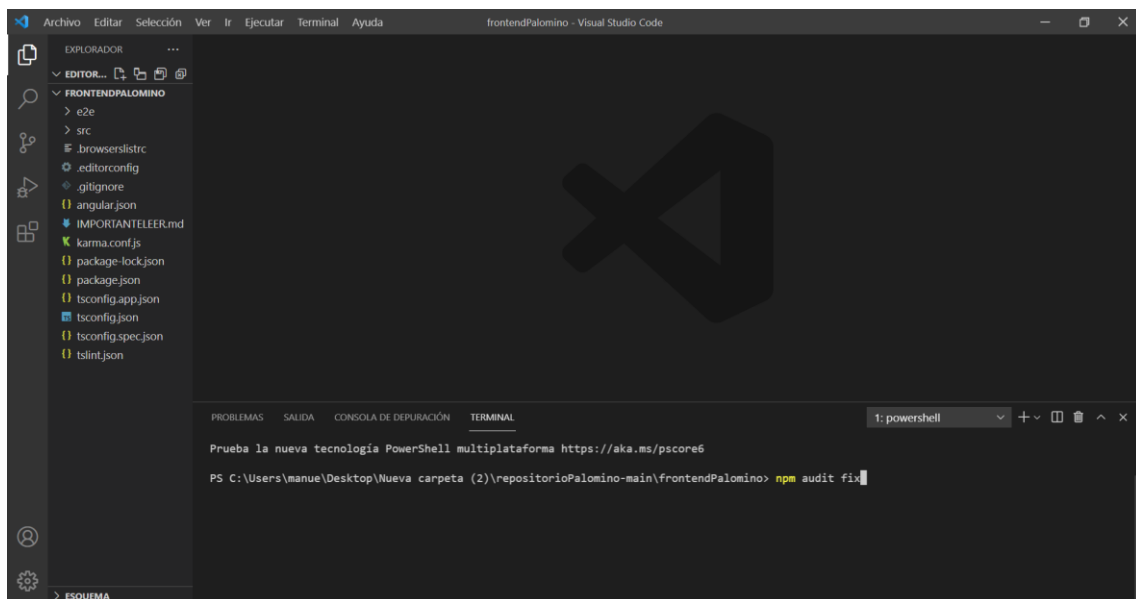 Archivo Editar Selección Ver Ir Ejecutar Terminal Ayuda frontendPalomino - Visual Studio Code
EXPLORADOR
EDITOR...
FRONTENDPALOMINO
e2e
src
.browserslistrc
.editorconfig
.gitignore
angular.json
IMPORTANTELEER.md
karma.conf.js
package-lock.json
package.json
tsconfig.app.json
tsconfig.json
tsconfig.spec.json
tslint.json
PROBLEMAS SALIDA CONSOLA DE DEPURACIÓN TERMINAL 1: powershell
Prueba la nueva tecnología PowerShell multiplataforma https://aka.ms/pscore6
PS C:\Users\manue\Desktop\Nueva carpeta (2)\repositorioPalomino-main\frontendPalomino> npm audit fix
ESQUEMA